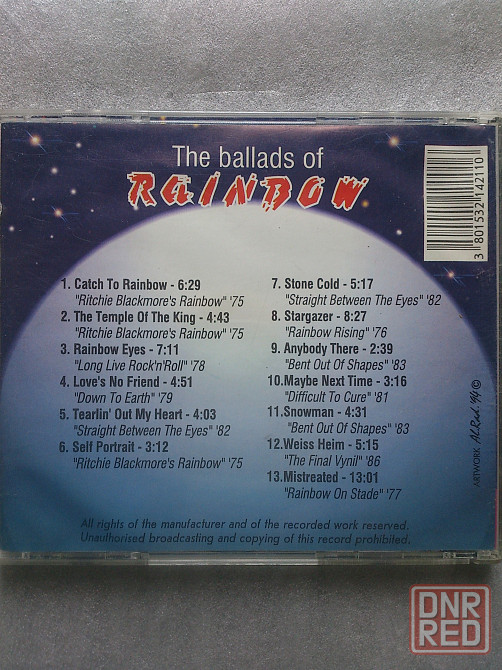 The ballads of
RAINBOW
3 801532 142110
1. Catch To Rainbow - 6:29
"Ritchie Blackmore's Rainbow" '75
2. The Temple Of The King - 4:43
"Ritchie Blackmore's Rainbow" '75
3. Rainbow Eyes - 7:11
"Long Live Rock'n'Roll" '78
4. Love's No Friend - 4:51
"Down To Earth" '79
5. Tearlin' Out My Heart - 4:03
"Straight Between The Eyes" '82
6. Self Portrait - 3:12
"Ritchie Blackmore's Rainbow" '75
7. Stone Cold - 5:17
"Straight Between The Eyes" '82
8. Stargazer - 8:27
"Rainbow Rising" '76
9. Anybody There - 2:39
"Bent Out Of Shapes" '83
10. Maybe Next Time - 3:16
"Difficult To Cure" '81
11. Snowman - 4:31
"Bent Out Of Shapes" '83
12. Weiss Heim - 5:15
"The Final Vynil" '86
13. Mistreated - 13:01
"Rainbow On Stade" '77
ARTWORK Al.Rad. '94 ©
All rights of the manufacturer and of the recorded work reserved.
Unauthorised broadcasting and copying of this record prohibited.
DNR
RED